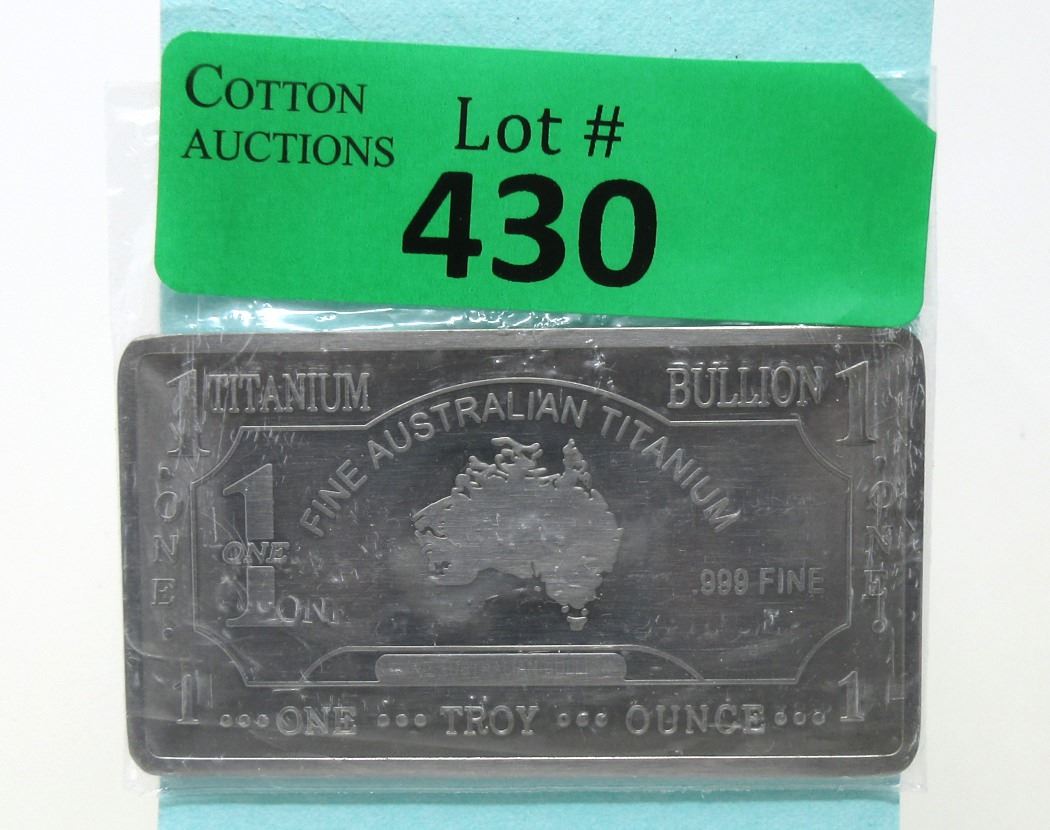 COTTON
AUCTIONS
Lot #
430
1 TITANIUM BULLION 1
FINE AUSTRALIAN TITANIUM
1
ONE
ONE
ONE
ONE
.999 FINE
1 ... ONE ... TROY ... OUNCE ... 1